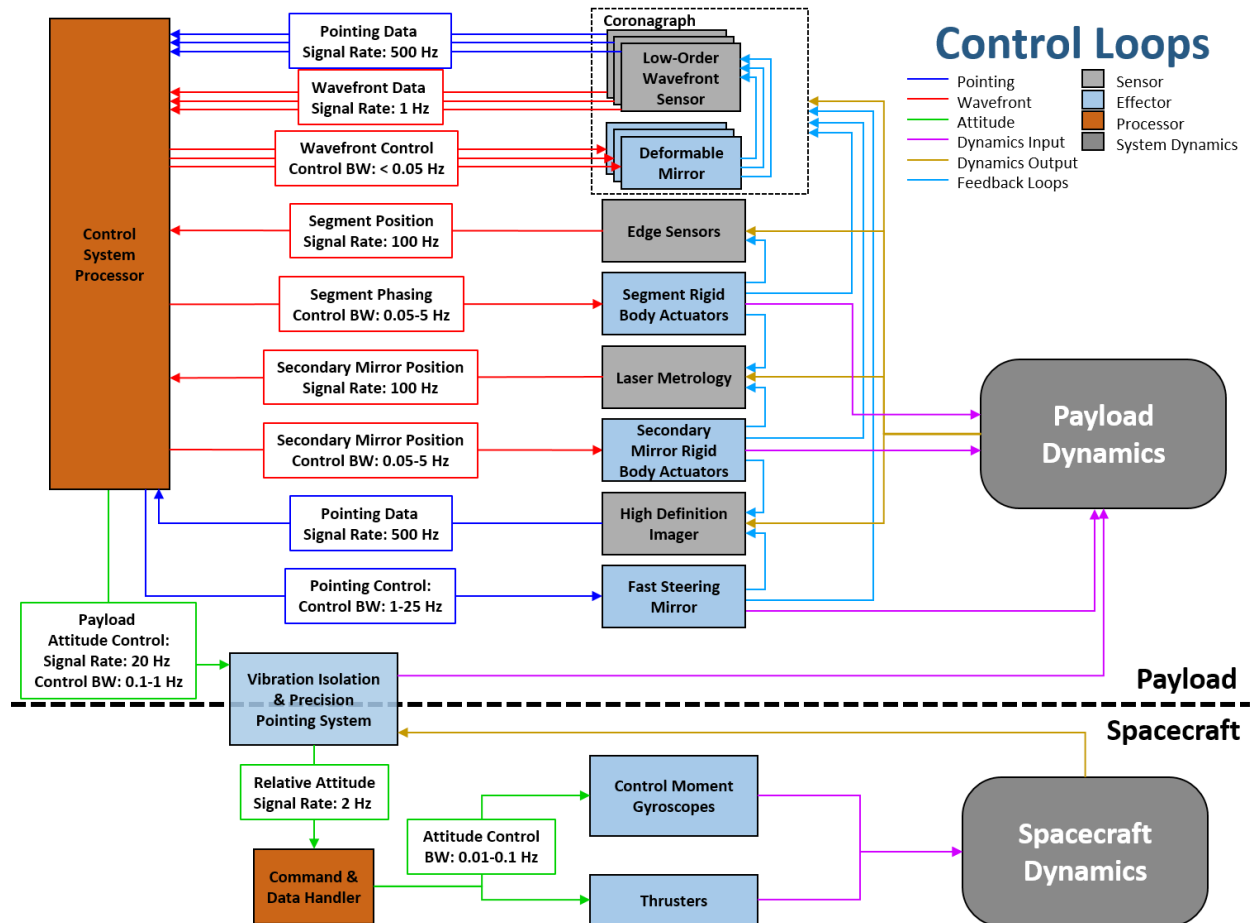 Control Loops
Pointing
Wavefront
Attitude
Dynamics Input
Dynamics Output
Feedback Loops
Sensor
Effector
Processor
System Dynamics
Coronagraph
Pointing Data
Signal Rate: 500 Hz
Low-Order
Wavefront
Sensor
Wavefront Data
Signal Rate: 1 Hz
Wavefront Control
Control BW: < 0.05 Hz
Deformable
Mirror
Control
System
Processor
Segment Position
Signal Rate: 100 Hz
Edge Sensors
Segment Phasing
Control BW: 0.05-5 Hz
Segment Rigid
Body Actuators
Secondary Mirror Position
Signal Rate: 100 Hz
Laser Metrology
Secondary Mirror Position
Control BW: 0.05-5 Hz
Secondary
Mirror Rigid
Body Actuators
Payload
Dynamics
Pointing Data
Signal Rate: 500 Hz
High Definition
Imager
Pointing Control:
Control BW: 1-25 Hz
Fast Steering
Mirror
Payload
Attitude Control:
Signal Rate: 20 Hz
Control BW: 0.1-1 Hz
Vibration Isolation
& Precision
Pointing System
Payload
Spacecraft
Relative Attitude
Signal Rate: 2 Hz
Control Moment
Gyroscopes
Attitude Control
BW: 0.01-0.1 Hz
Command &
Data Handler
Thrusters
Spacecraft
Dynamics